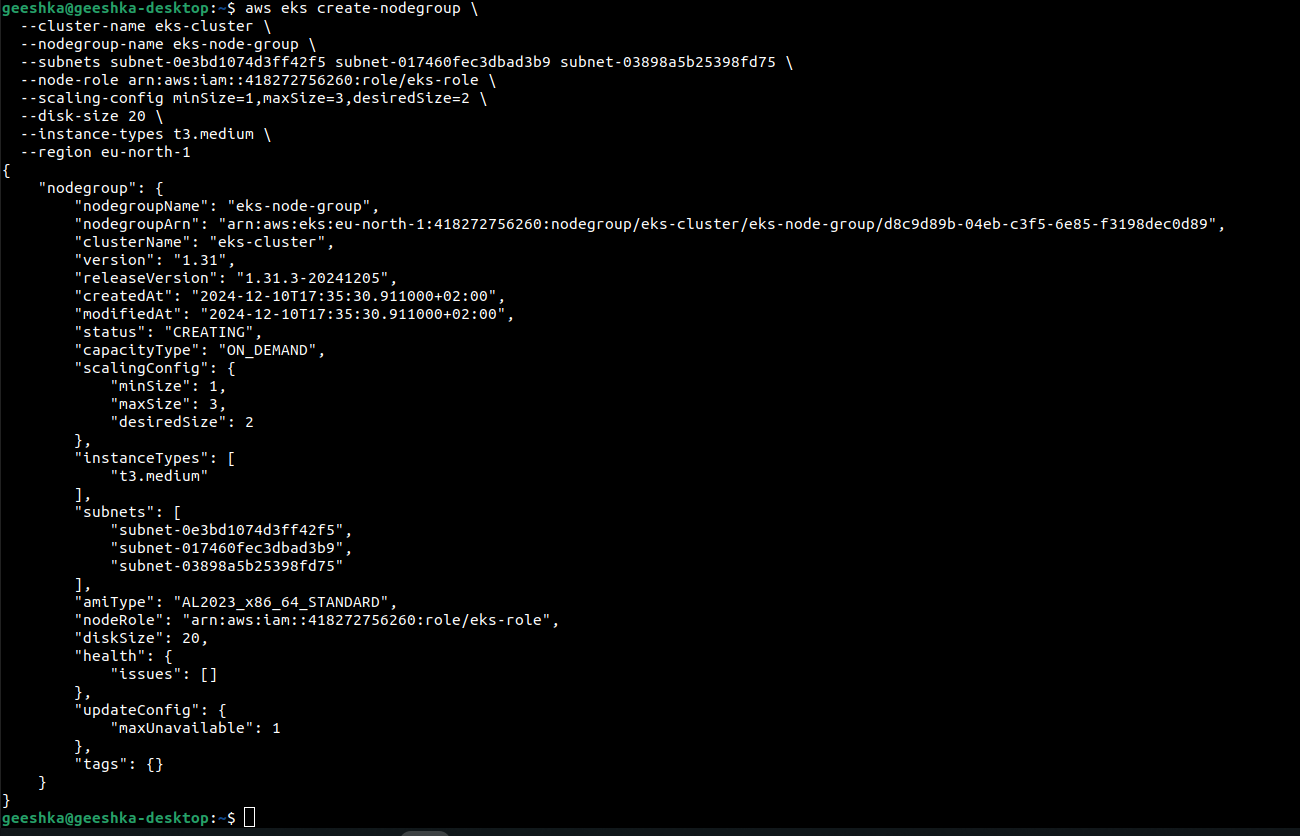 geeshka@geeshka-desktop:~$ aws eks create-nodegroup \
  --cluster-name eks-cluster \
  --nodegroup-name eks-node-group \
  --subnets subnet-0e3bd1074d3ff42f5 subnet-017460fec3dbad3b9 subnet-03898a5b25398fd75 \
  --node-role arn:aws:iam::418272756260:role/eks-role \
  --scaling-config minSize=1,maxSize=3,desiredSize=2 \
  --disk-size 20 \
  --instance-types t3.medium \
  --region eu-north-1
{
    "nodegroup": {
        "nodegroupName": "eks-node-group",
        "nodegroupArn": "arn:aws:eks:eu-north-1:418272756260:nodegroup/eks-cluster/eks-node-group/d8c9d89b-04eb-c3f5-6e85-f3198dec0d89",
        "clusterName": "eks-cluster",
        "version": "1.31",
        "releaseVersion": "1.31.3-20241205",
        "createdAt": "2024-12-10T17:35:30.911000+02:00",
        "modifiedAt": "2024-12-10T17:35:30.911000+02:00",
        "status": "CREATING",
        "capacityType": "ON_DEMAND",
        "scalingConfig": {
            "minSize": 1,
            "maxSize": 3,
            "desiredSize": 2
        },
        "instanceTypes": [
            "t3.medium"
        ],
        "subnets": [
            "subnet-0e3bd1074d3ff42f5",
            "subnet-017460fec3dbad3b9",
            "subnet-03898a5b25398fd75"
        ],
        "amiType": "AL2023_x86_64_STANDARD",
        "nodeRole": "arn:aws:iam::418272756260:role/eks-role",
        "diskSize": 20,
        "health": {
            "issues": []
        },
        "updateConfig": {
            "maxUnavailable": 1
        },
        "tags": {}
    }
}
geeshka@geeshka-desktop:~$